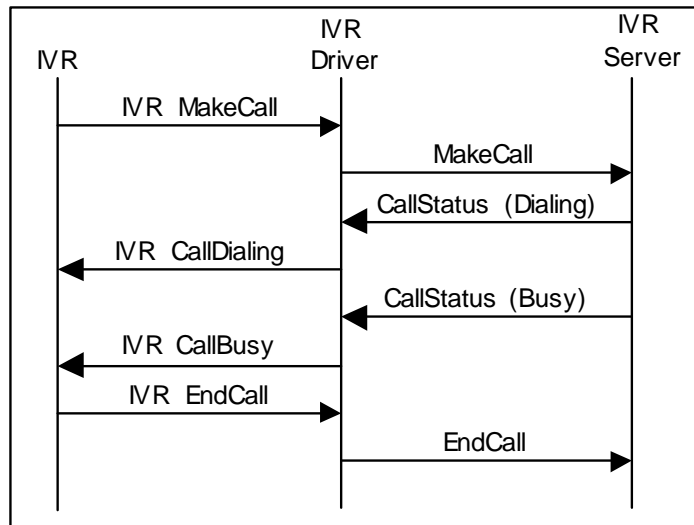 IVR
IVR
Driver
IVR
Server
IVR MakeCall
MakeCall
CallStatus (Dialing)
IVR CallDialing
CallStatus (Busy)
IVR CallBusy
IVR EndCall
EndCall